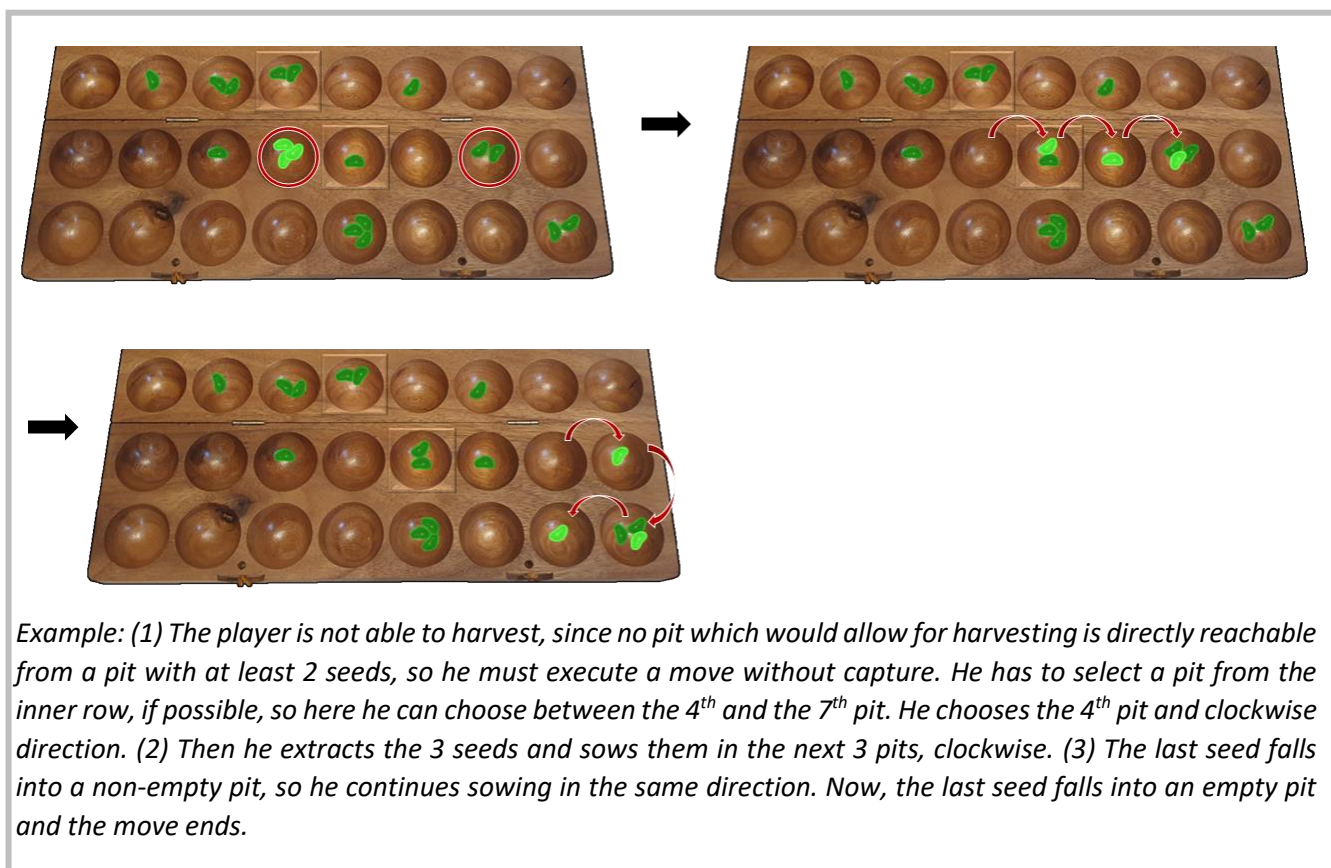 Example: (1) The player is not able to harvest, since no pit which would allow for harvesting is directly reachable
from a pit with at least 2 seeds, so he must execute a move without capture. He has to select a pit from the
inner row, if possible, so here he can choose between the 4th and the 7th pit. He chooses the 4th pit and clockwise
direction. (2) Then he extracts the 3 seeds and sows them in the next 3 pits, clockwise. (3) The last seed falls
into a non-empty pit, so he continues sowing in the same direction. Now, the last seed falls into an empty pit
and the move ends.